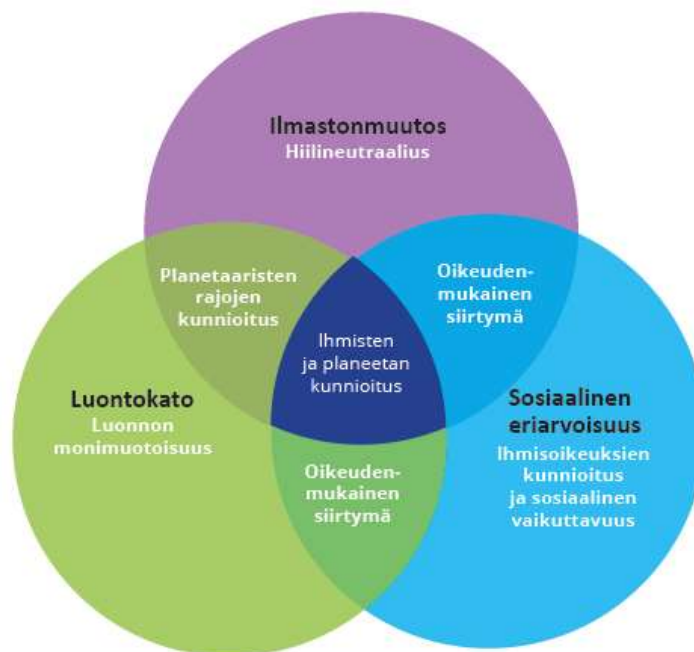 Ilmastonmuutos
Hiilineutraalius
Planetaaristen
rajojen
kunnioitus
Oikeuden-
mukainen
siirtymä
Ihmisten
ja planeetan
kunnioitus
Luontokato
Luonnon
monimuotoisuus
Sosiaalinen
eriarvoisuus
Ihmisoikeuksien
kunnioitus
ja sosiaalinen
vaikuttavuus
Oikeuden-
mukainen
siirtymä